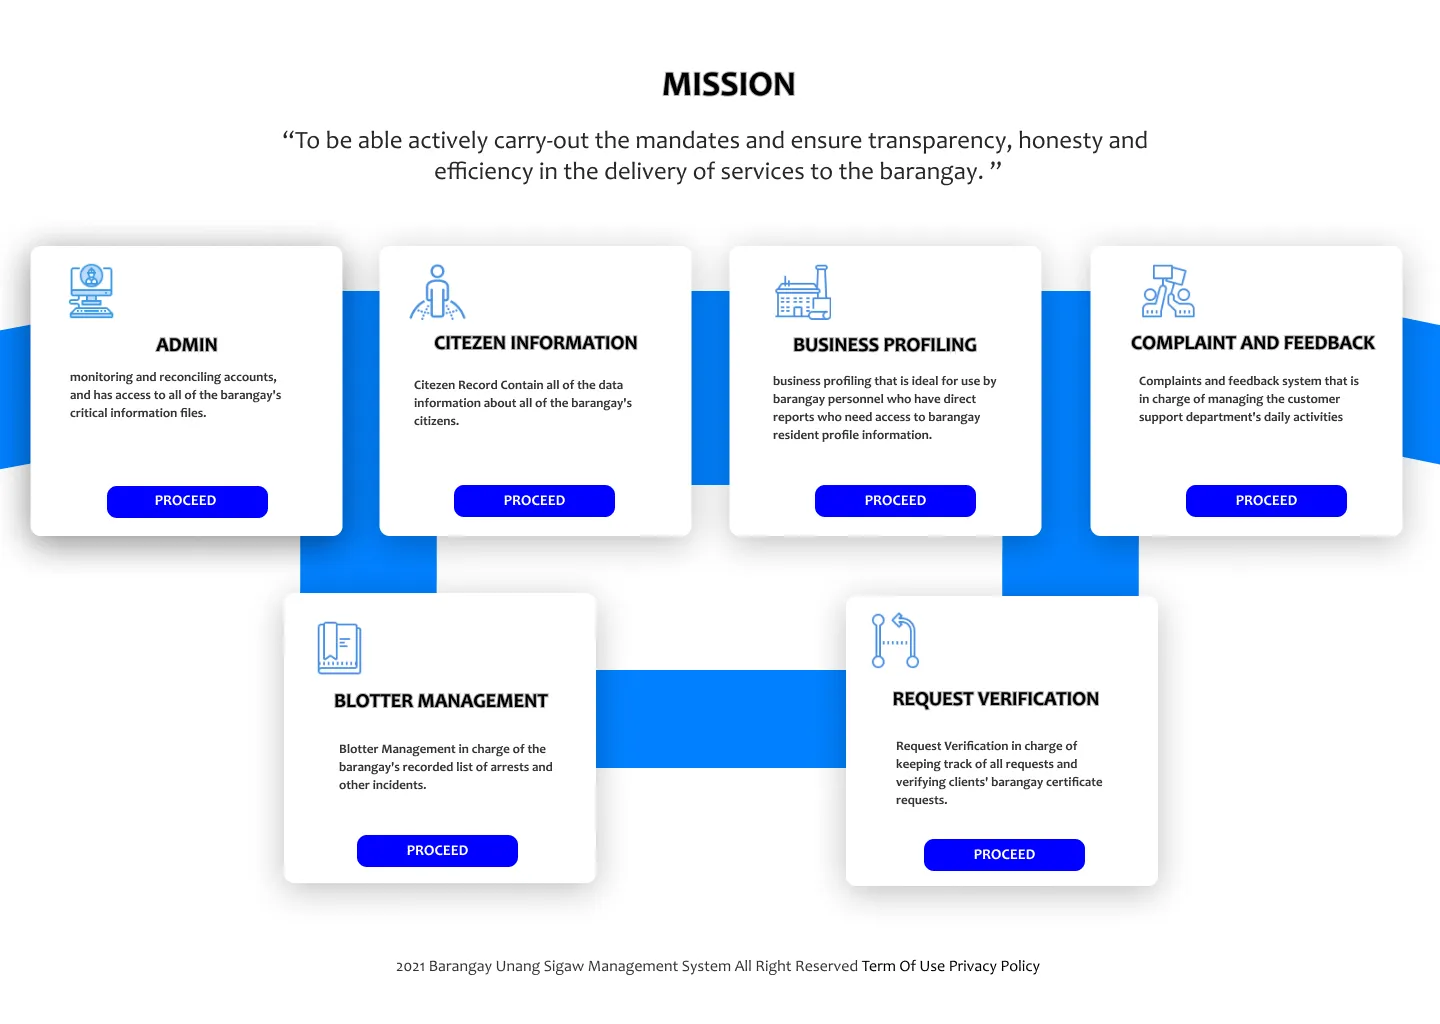 MISSION
“To be able actively carry-out the mandates and ensure transparency, honesty and
efficiency in the delivery of services to the barangay. ”
ADMIN
monitoring and reconciling accounts,
and has access to all of the barangay's
critical information files.
PROCEED
CITEZEN INFORMATION
Citezen Record Contain all of the data
information about all of the barangay's
citizens.
PROCEED
BUSINESS PROFILING
business profiling that is ideal for use by
barangay personnel who have direct
reports who need access to barangay
resident profile information.
PROCEED
COMPLAINT AND FEEDBACK
Complaints and feedback system that is
in charge of managing the customer
support department's daily activities
PROCEED
BLOTTER MANAGEMENT
Blotter Management in charge of the
barangay's recorded list of arrests and
other incidents.
PROCEED
REQUEST VERIFICATION
Request Verification in charge of
keeping track of all requests and
verifying clients' barangay certificate
requests.
PROCEED
2021 Barangay Unang Sigaw Management System All Right Reserved Term Of Use Privacy Policy